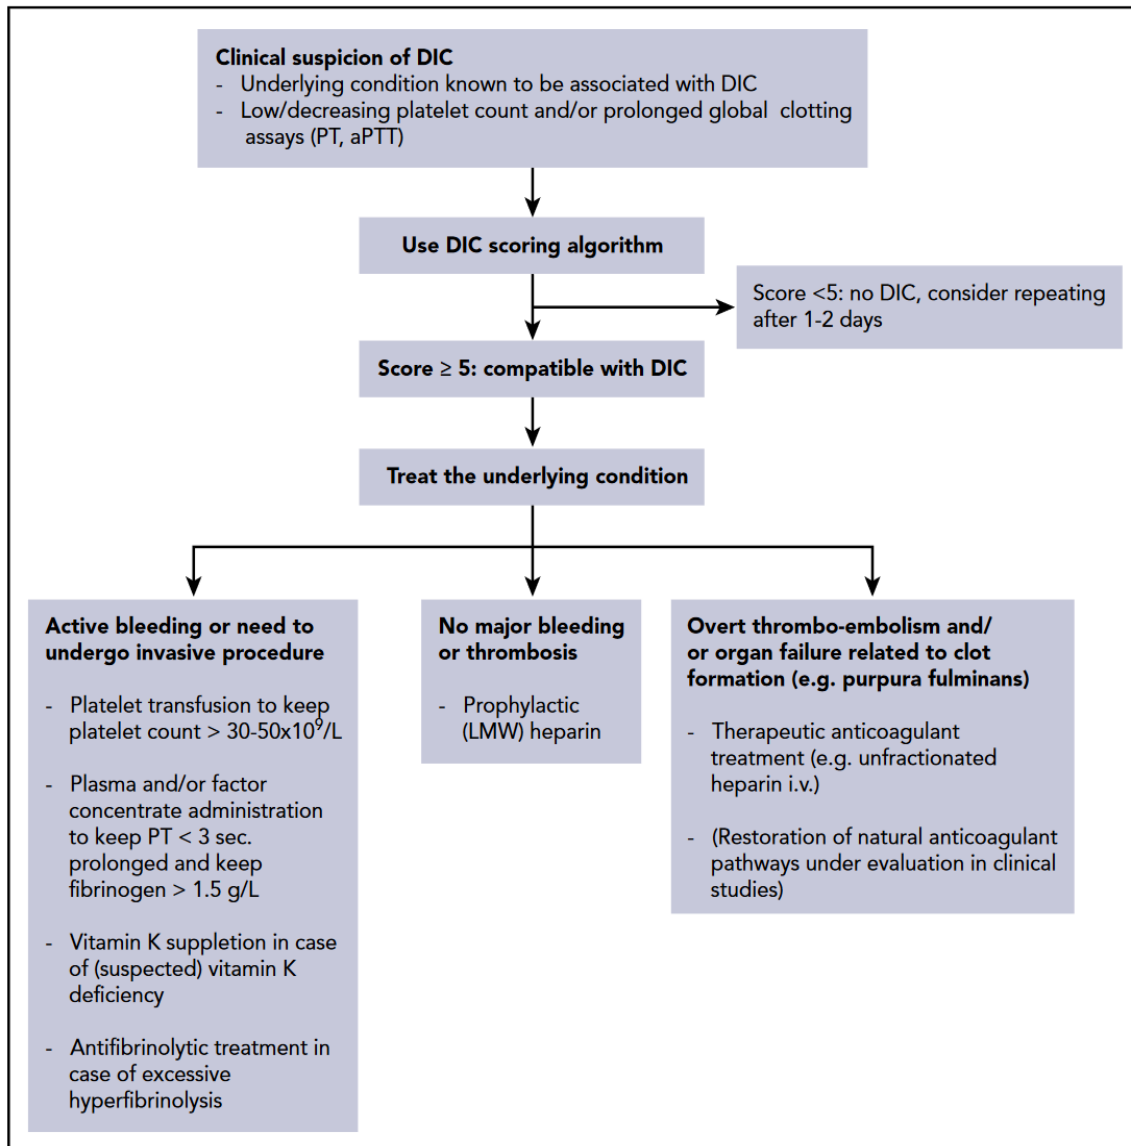 Clinical suspicion of DIC
- Underlying condition known to be associated with DIC
- Low/decreasing platelet count and/or prolonged global clotting
assays (PT, aPTT)
Use DIC scoring algorithm
Score <5: no DIC, consider repeating
after 1-2 days
Score ≥ 5: compatible with DIC
Treat the underlying condition
Active bleeding or need to
undergo invasive procedure
- Platelet transfusion to keep
platelet count > 30-50x10⁹/L
- Plasma and/or factor
concentrate administration
to keep PT < 3 sec.
prolonged and keep
fibrinogen > 1.5 g/L
- Vitamin K suppletion in case
of (suspected) vitamin K
deficiency
- Antifibrinolytic treatment in
case of excessive
hyperfibrinolysis
No major bleeding
or thrombosis
- Prophylactic
(LMW) heparin
Overt thrombo-embolism and/
or organ failure related to clot
formation (e.g. purpura fulminans)
- Therapeutic anticoagulant
treatment (e.g. unfractionated
heparin i.v.)
- (Restoration of natural anticoagulant
pathways under evaluation in clinical
studies)